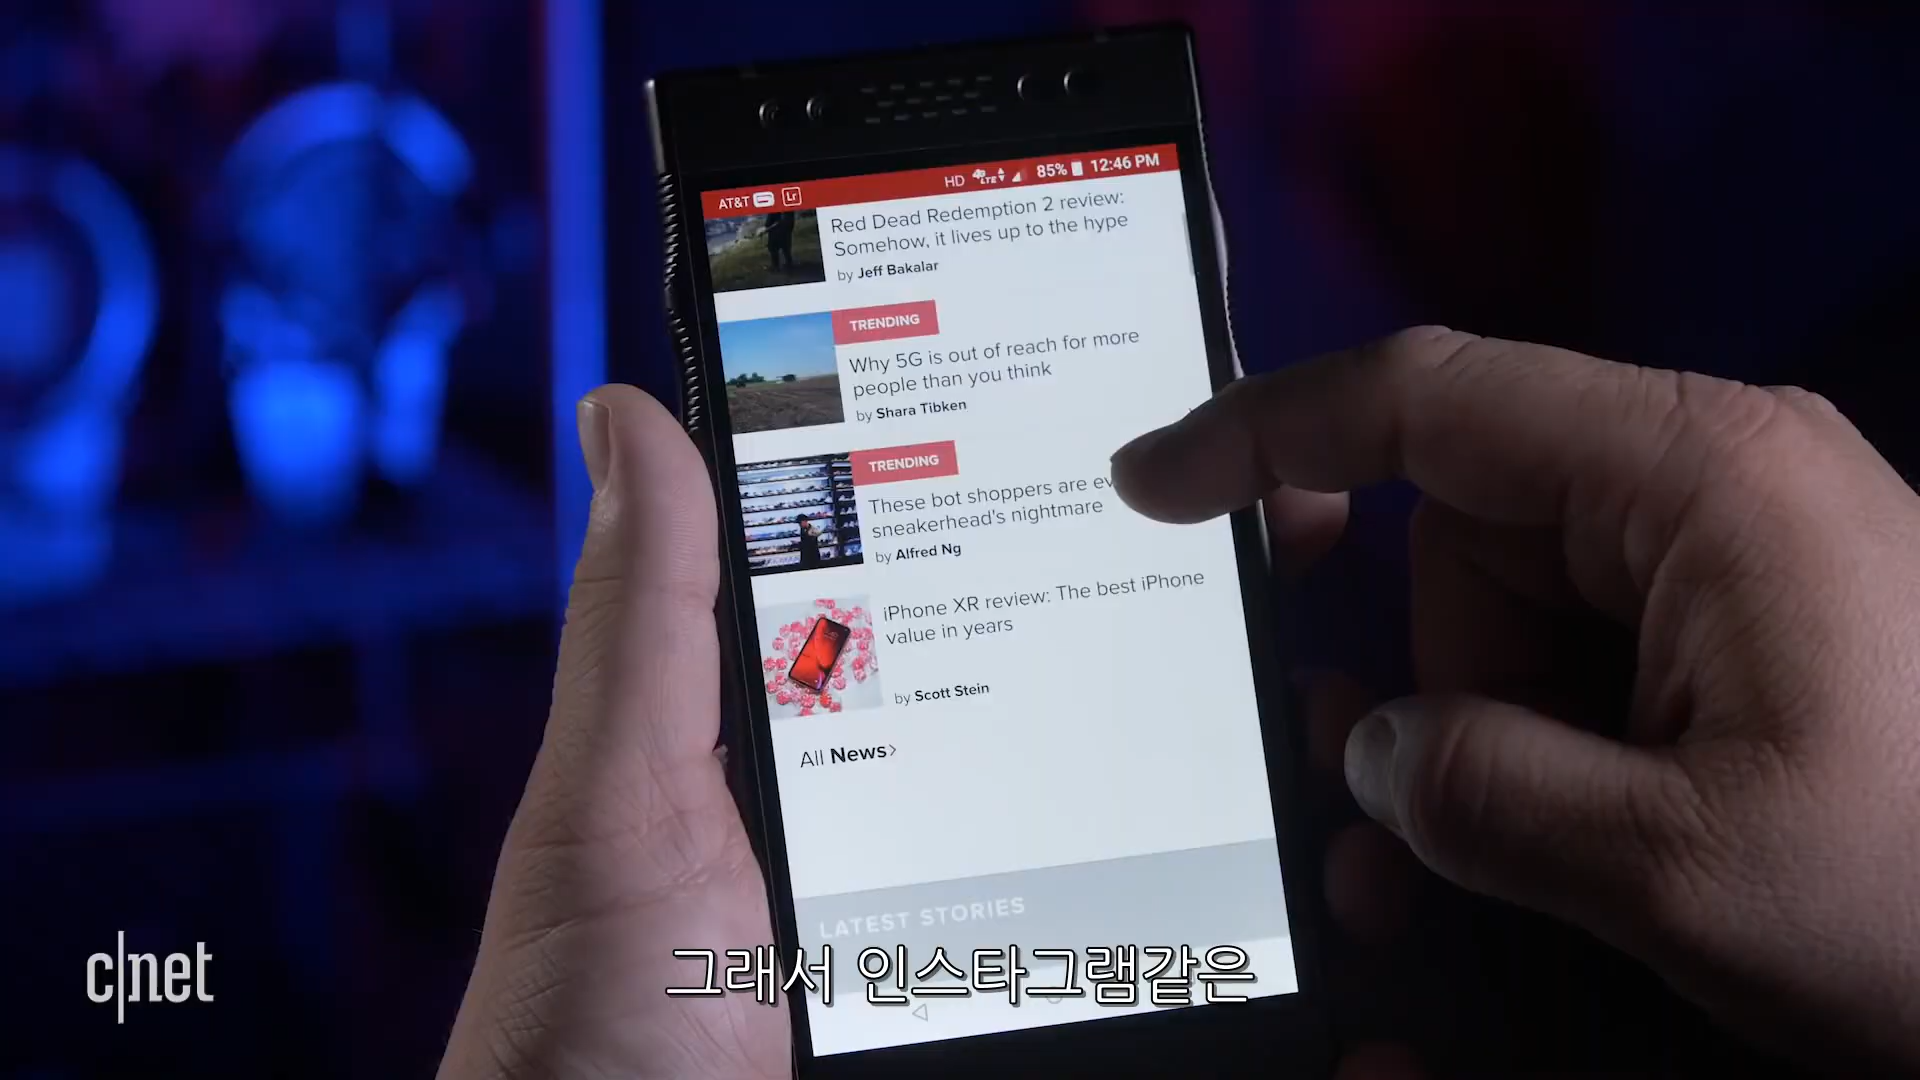 AT&T Lr HD 4G LTE 85% 12:46 PM
Red Dead Redemption 2 review:
Somehow, it lives up to the hype
by Jeff Bakalar
TRENDING
Why 5G is out of reach for more
people than you think
by Shara Tibken
TRENDING
These bot shoppers are
sneakerhead's nightmare
by Alfred Ng
iPhone XR review: The best iPhone
value in years
by Scott Stein
All News>
LATEST STORIES
그래서 인스타그램같은
c|net